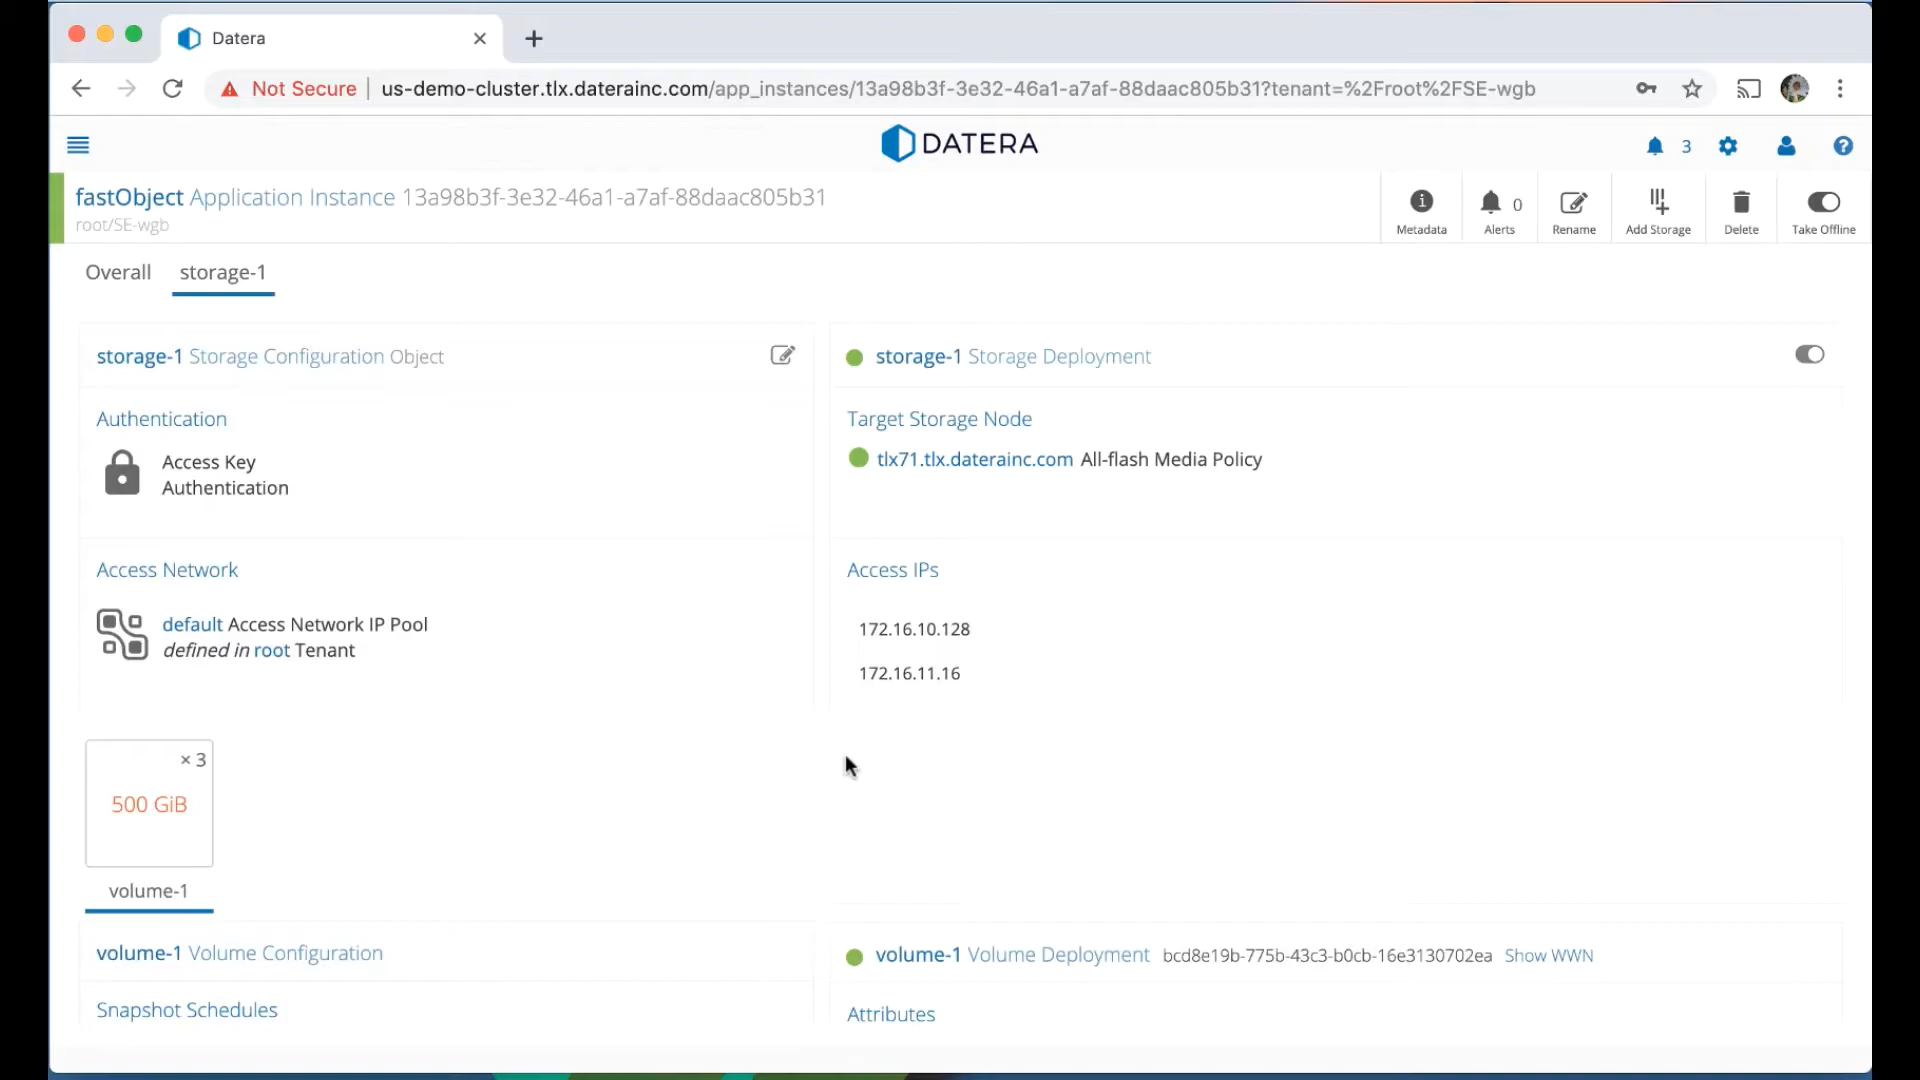 Datera
Not Secure | us-demo-cluster.tlx.daterainc.com/app_instances/13a98b3f-3e32-46a1-a7af-88daac805b31?tenant=%2Froot%2FSE-wgb
DATERA
3
fastObject Application Instance 13a98b3f-3e32-46a1-a7af-88daac805b31
root/SE-wgb
Metadata
0
Alerts
Rename
Add Storage
Delete
Take Offline
Overall
storage-1
storage-1 Storage Configuration Object
storage-1 Storage Deployment
Authentication
Access Key
Authentication
Target Storage Node
tlx71.tlx.daterainc.com All-flash Media Policy
Access Network
default Access Network IP Pool
defined in root Tenant
Access IPs
172.16.10.128
172.16.11.16
× 3
500 GiB
volume-1
volume-1 Volume Configuration
volume-1 Volume Deployment bcd8e19b-775b-43c3-b0cb-16e3130702ea Show WWN
Snapshot Schedules
Attributes